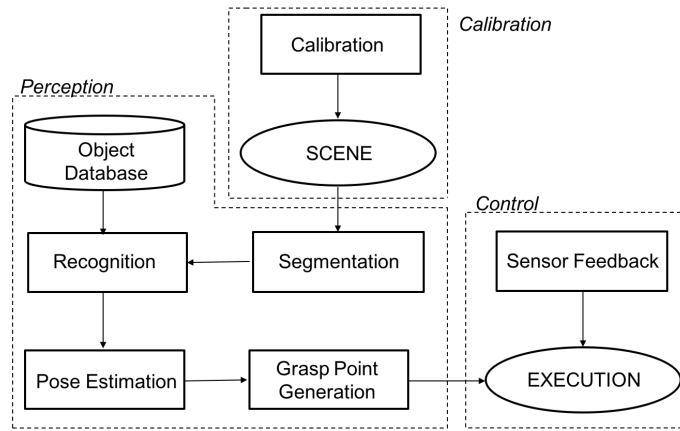 Calibration
Calibration
Perception
Object
Database
SCENE
Control
Recognition
Segmentation
Sensor Feedback
Pose Estimation
Grasp Point
Generation
EXECUTION